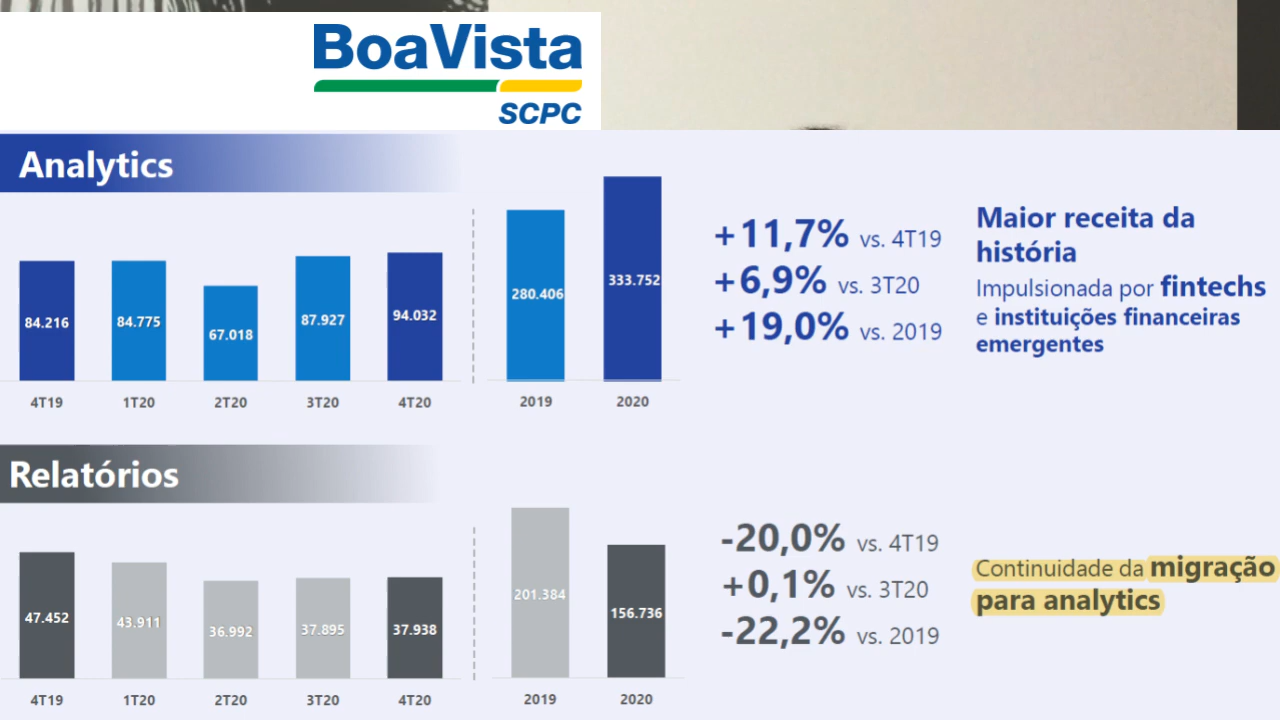 BoaVista
SCPC
Analytics
84.216
84.775
67.018
87.927
94.032
4T19
1T20
2T20
3T20
4T20
280.406
333.752
2019
2020
+11,7% vs. 4T19
+6,9% vs. 3T20
+19,0% vs. 2019
Maior receita da
história
Impulsionada por fintechs
e instituições financeiras
emergentes
Relatórios
47.452
43.911
36.992
37.895
37.938
4T19
1T20
2T20
3T20
4T20
201.384
156.736
2019
2020
-20,0% vs. 4T19
+0,1% vs. 3T20
-22,2% vs. 2019
Continuidade da migração
para analytics